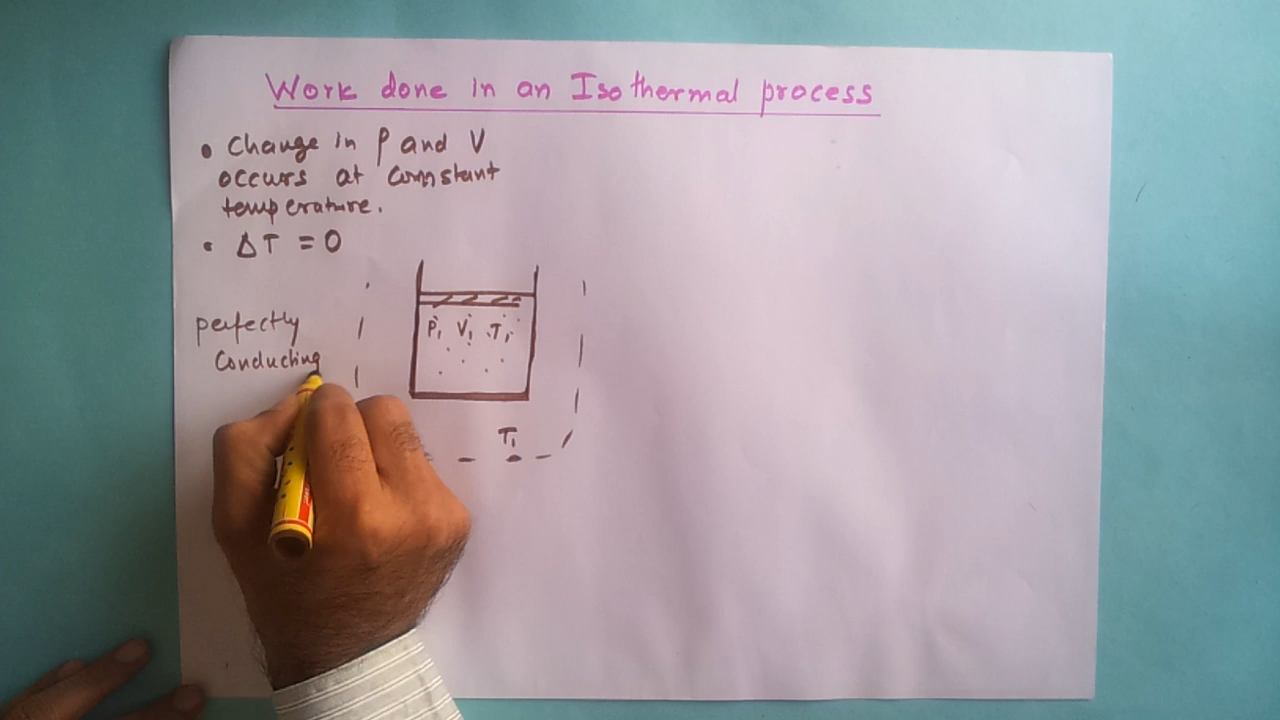 Work done in an Isothermal process
• Change in P and V
occurs at constant
temperature.
• ΔT = 0
P₁ V₁ T₁
perfectly
Conducting
T₁